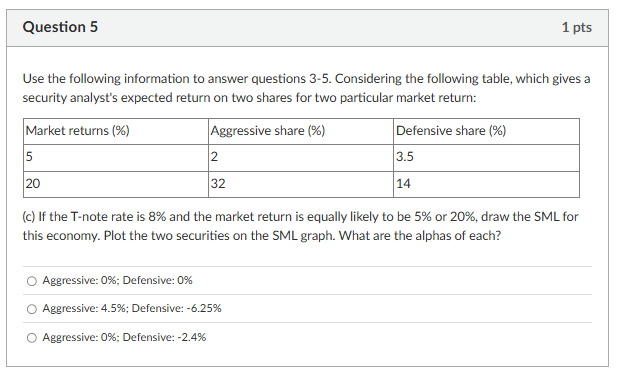 Question 5
1 pts
Use the following information to answer questions 3-5. Considering the following table, which gives a
security analyst's expected return on two shares for two particular market return:
Market returns (%) Aggressive share (%) Defensive share (%)
5 2 3.5
20 32 14
(c) If the T-note rate is 8% and the market return is equally likely to be 5% or 20%, draw the SML for
this economy. Plot the two securities on the SML graph. What are the alphas of each?
Aggressive: 0%; Defensive: 0%
Aggressive: 4.5%; Defensive: -6.25%
Aggressive: 0%; Defensive: -2.4%